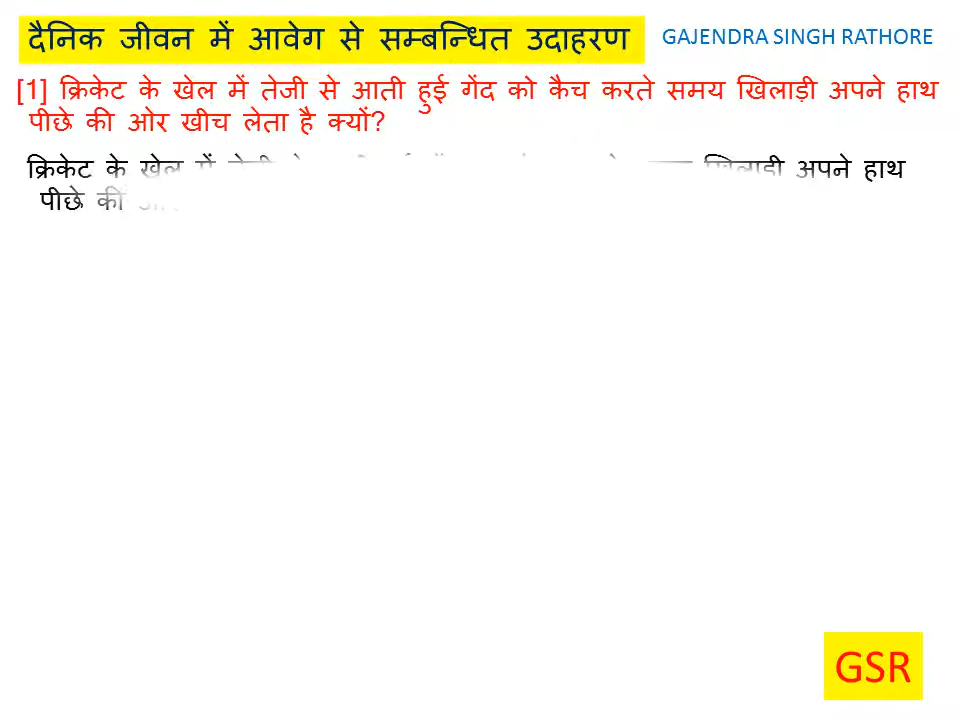 दैनिक जीवन में आवेग से सम्बन्धित उदाहरण
GAJENDRA SINGH RATHORE
[1] क्रिकेट के खेल में तेजी से आती हुई गेंद को कैच करते समय खिलाड़ी अपने हाथ
पीछे की ओर खीच लेता है क्यों?
क्रिकेट के खेल में खिलाडी अपने हाथ
पीछे की
GSR